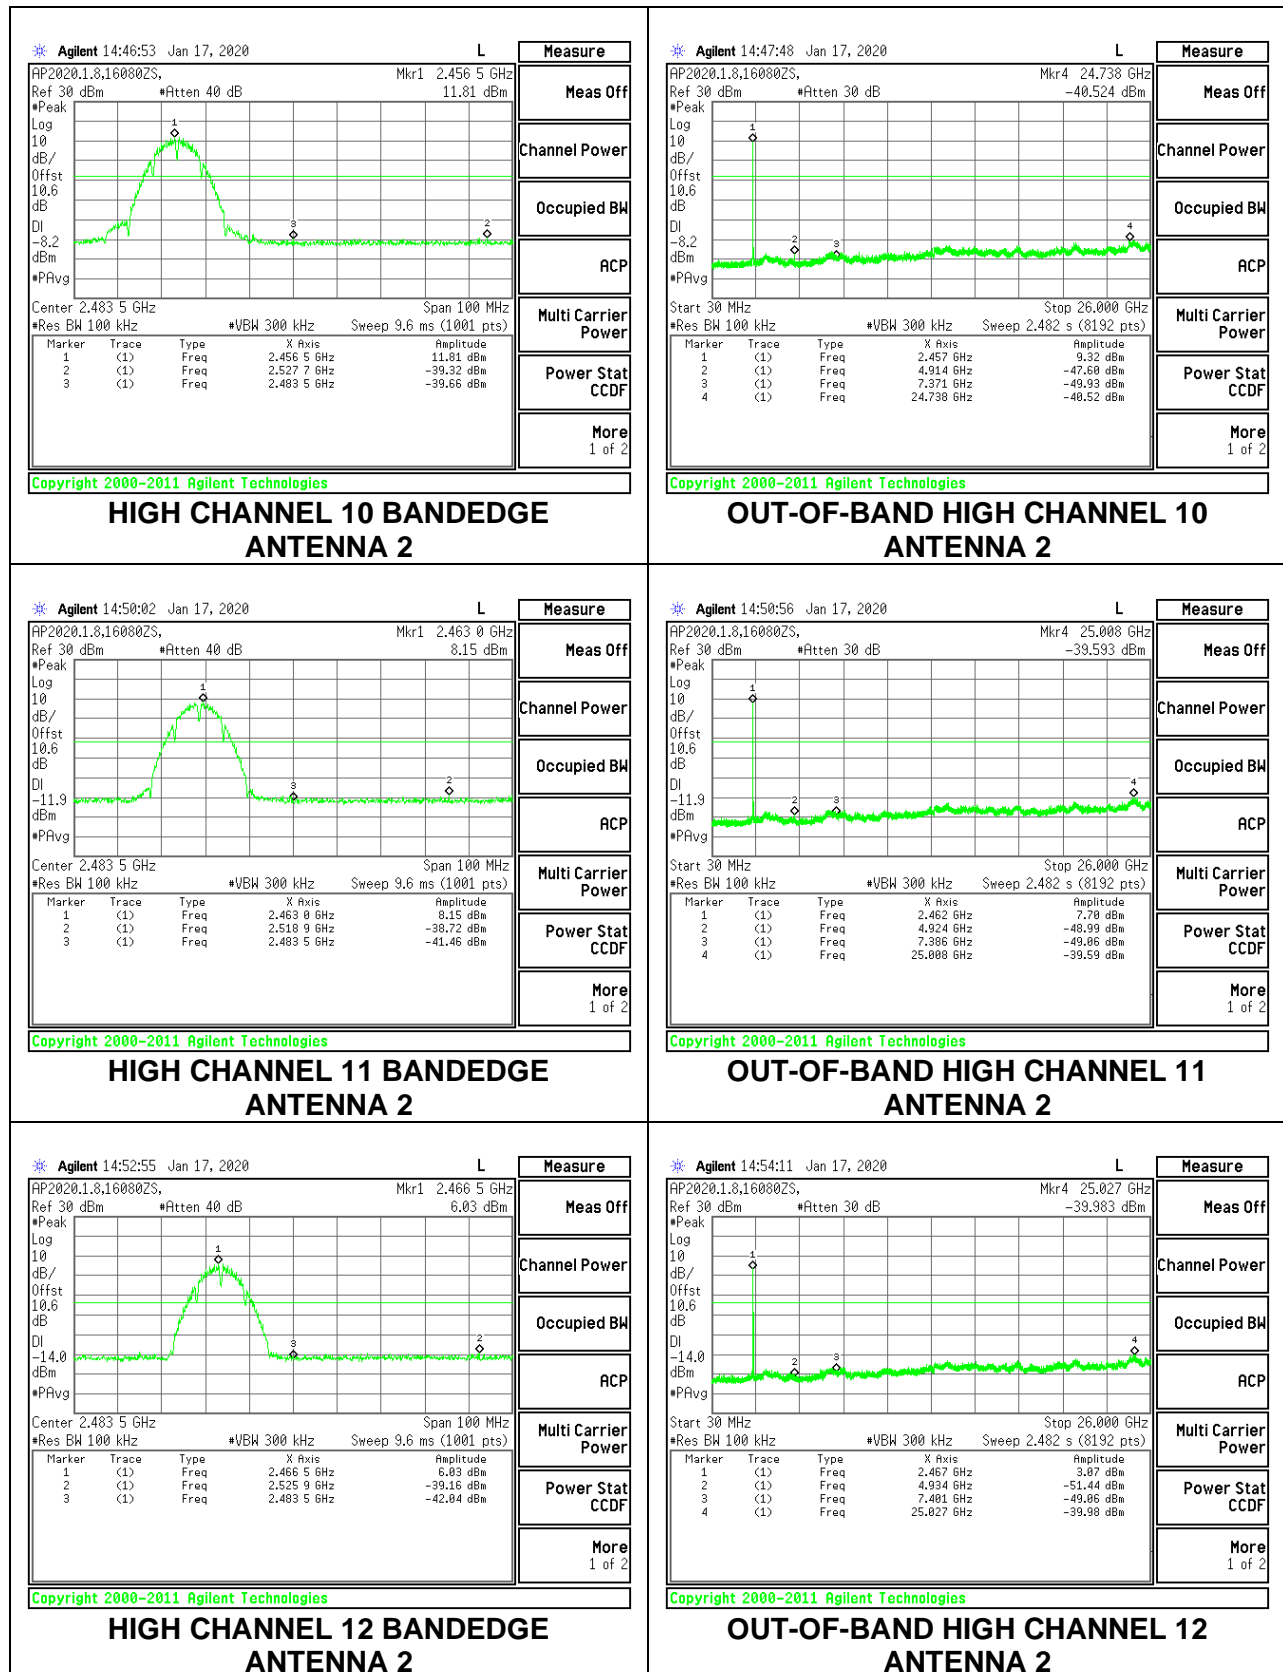 Agilent 14:46:53 Jan 17, 2020 L Measure
AP2020.1.8,16080ZS, Mkr1 2.456 5 GHz
Ref 30 dBm #Atten 40 dB 11.81 dBm Meas Off
#Peak
Log
1
10
Channel Power
dB/
Offst
10.6
dB
Occupied BW
DI
3 2
-8.2
dBm
ACP
#PAvg
Center 2.483 5 GHz Span 100 MHz
Multi Carrier
Power
#Res BW 100 kHz #VBW 300 kHz Sweep 9.6 ms (1001 pts)
Marker Trace Type X Axis Amplitude
1 (1) Freq 2.456 5 GHz 11.81 dBm
2 (1) Freq 2.527 7 GHz -39.32 dBm
3 (1) Freq 2.483 5 GHz -39.66 dBm
Power Stat
CCDF
More
1 of 2
Copyright 2000-2011 Agilent Technologies
HIGH CHANNEL 10 BANDEDGE
ANTENNA 2
Agilent 14:47:48 Jan 17, 2020 L Measure
AP2020.1.8,16080ZS, Mkr4 24.738 GHz
Ref 30 dBm #Atten 30 dB -40.524 dBm Meas Off
#Peak
Log
1
10
Channel Power
dB/
Offst
10.6
dB
Occupied BW
DI
2 3 4
-8.2
dBm
ACP
#PAvg
Start 30 MHz Stop 26.000 GHz
Multi Carrier
Power
#Res BW 100 kHz #VBW 300 kHz Sweep 2.482 s (8192 pts)
Marker Trace Type X Axis Amplitude
1 (1) Freq 2.457 GHz 9.32 dBm
2 (1) Freq 4.914 GHz -47.60 dBm
3 (1) Freq 7.371 GHz -49.93 dBm
4 (1) Freq 24.738 GHz -40.52 dBm
Power Stat
CCDF
More
1 of 2
Copyright 2000-2011 Agilent Technologies
OUT-OF-BAND HIGH CHANNEL 10
ANTENNA 2
Agilent 14:50:02 Jan 17, 2020 L Measure
AP2020.1.8,16080ZS, Mkr1 2.463 0 GHz
Ref 30 dBm #Atten 40 dB 8.15 dBm Meas Off
#Peak
Log
1
10
Channel Power
dB/
Offst
10.6
dB
Occupied BW
DI
3 2
-11.9
dBm
ACP
#PAvg
Center 2.483 5 GHz Span 100 MHz
Multi Carrier
Power
#Res BW 100 kHz #VBW 300 kHz Sweep 9.6 ms (1001 pts)
Marker Trace Type X Axis Amplitude
1 (1) Freq 2.463 0 GHz 8.15 dBm
2 (1) Freq 2.518 9 GHz -38.72 dBm
3 (1) Freq 2.483 5 GHz -41.46 dBm
Power Stat
CCDF
More
1 of 2
Copyright 2000-2011 Agilent Technologies
HIGH CHANNEL 11 BANDEDGE
ANTENNA 2
Agilent 14:50:56 Jan 17, 2020 L Measure
AP2020.1.8,16080ZS, Mkr4 25.008 GHz
Ref 30 dBm #Atten 30 dB -39.593 dBm Meas Off
#Peak
Log
1
10
Channel Power
dB/
Offst
10.6
dB
Occupied BW
DI
2 3 4
-11.9
dBm
ACP
#PAvg
Start 30 MHz Stop 26.000 GHz
Multi Carrier
Power
#Res BW 100 kHz #VBW 300 kHz Sweep 2.482 s (8192 pts)
Marker Trace Type X Axis Amplitude
1 (1) Freq 2.462 GHz 7.70 dBm
2 (1) Freq 4.924 GHz -48.99 dBm
3 (1) Freq 7.386 GHz -49.06 dBm
4 (1) Freq 25.008 GHz -39.59 dBm
Power Stat
CCDF
More
1 of 2
Copyright 2000-2011 Agilent Technologies
OUT-OF-BAND HIGH CHANNEL 11
ANTENNA 2
Agilent 14:52:55 Jan 17, 2020 L Measure
AP2020.1.8,16080ZS, Mkr1 2.466 5 GHz
Ref 30 dBm #Atten 40 dB 6.03 dBm Meas Off
#Peak
Log
1
10
Channel Power
dB/
Offst
10.6
dB
Occupied BW
DI
3 2
-14.0
dBm
ACP
#PAvg
Center 2.483 5 GHz Span 100 MHz
Multi Carrier
Power
#Res BW 100 kHz #VBW 300 kHz Sweep 9.6 ms (1001 pts)
Marker Trace Type X Axis Amplitude
1 (1) Freq 2.466 5 GHz 6.03 dBm
2 (1) Freq 2.525 9 GHz -39.16 dBm
3 (1) Freq 2.483 5 GHz -42.04 dBm
Power Stat
CCDF
More
1 of 2
Copyright 2000-2011 Agilent Technologies
HIGH CHANNEL 12 BANDEDGE
ANTENNA 2
Agilent 14:54:11 Jan 17, 2020 L Measure
AP2020.1.8,16080ZS, Mkr4 25.027 GHz
Ref 30 dBm #Atten 30 dB -39.983 dBm Meas Off
#Peak
Log
1
10
Channel Power
dB/
Offst
10.6
dB
Occupied BW
DI
2 3 4
-14.0
dBm
ACP
#PAvg
Start 30 MHz Stop 26.000 GHz
Multi Carrier
Power
#Res BW 100 kHz #VBW 300 kHz Sweep 2.482 s (8192 pts)
Marker Trace Type X Axis Amplitude
1 (1) Freq 2.467 GHz 3.07 dBm
2 (1) Freq 4.934 GHz -51.44 dBm
3 (1) Freq 7.401 GHz -49.06 dBm
4 (1) Freq 25.027 GHz -39.98 dBm
Power Stat
CCDF
More
1 of 2
Copyright 2000-2011 Agilent Technologies
OUT-OF-BAND HIGH CHANNEL 12
ANTENNA 2